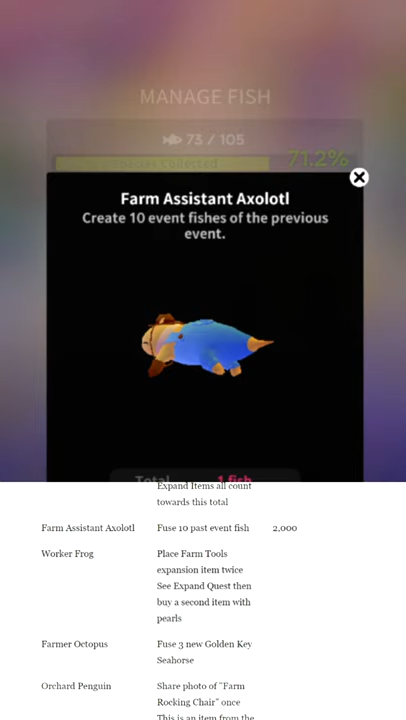 MANAGE FISH
73 / 105
71.2%
Farm Assistant Axolotl
Create 10 event fishes of the previous
event.
Total 1 fish
Expand Items all count
towards this total
Farm Assistant Axolotl Fuse 10 past event fish 2,000
Worker Frog Place Farm Tools
expansion item twice
See Expand Quest then
buy a second item with
pearls
Farmer Octopus Fuse 3 new Golden Key
Seahorse
Orchard Penguin Share photo of "Farm
Rocking Chair" once
This is an item from the